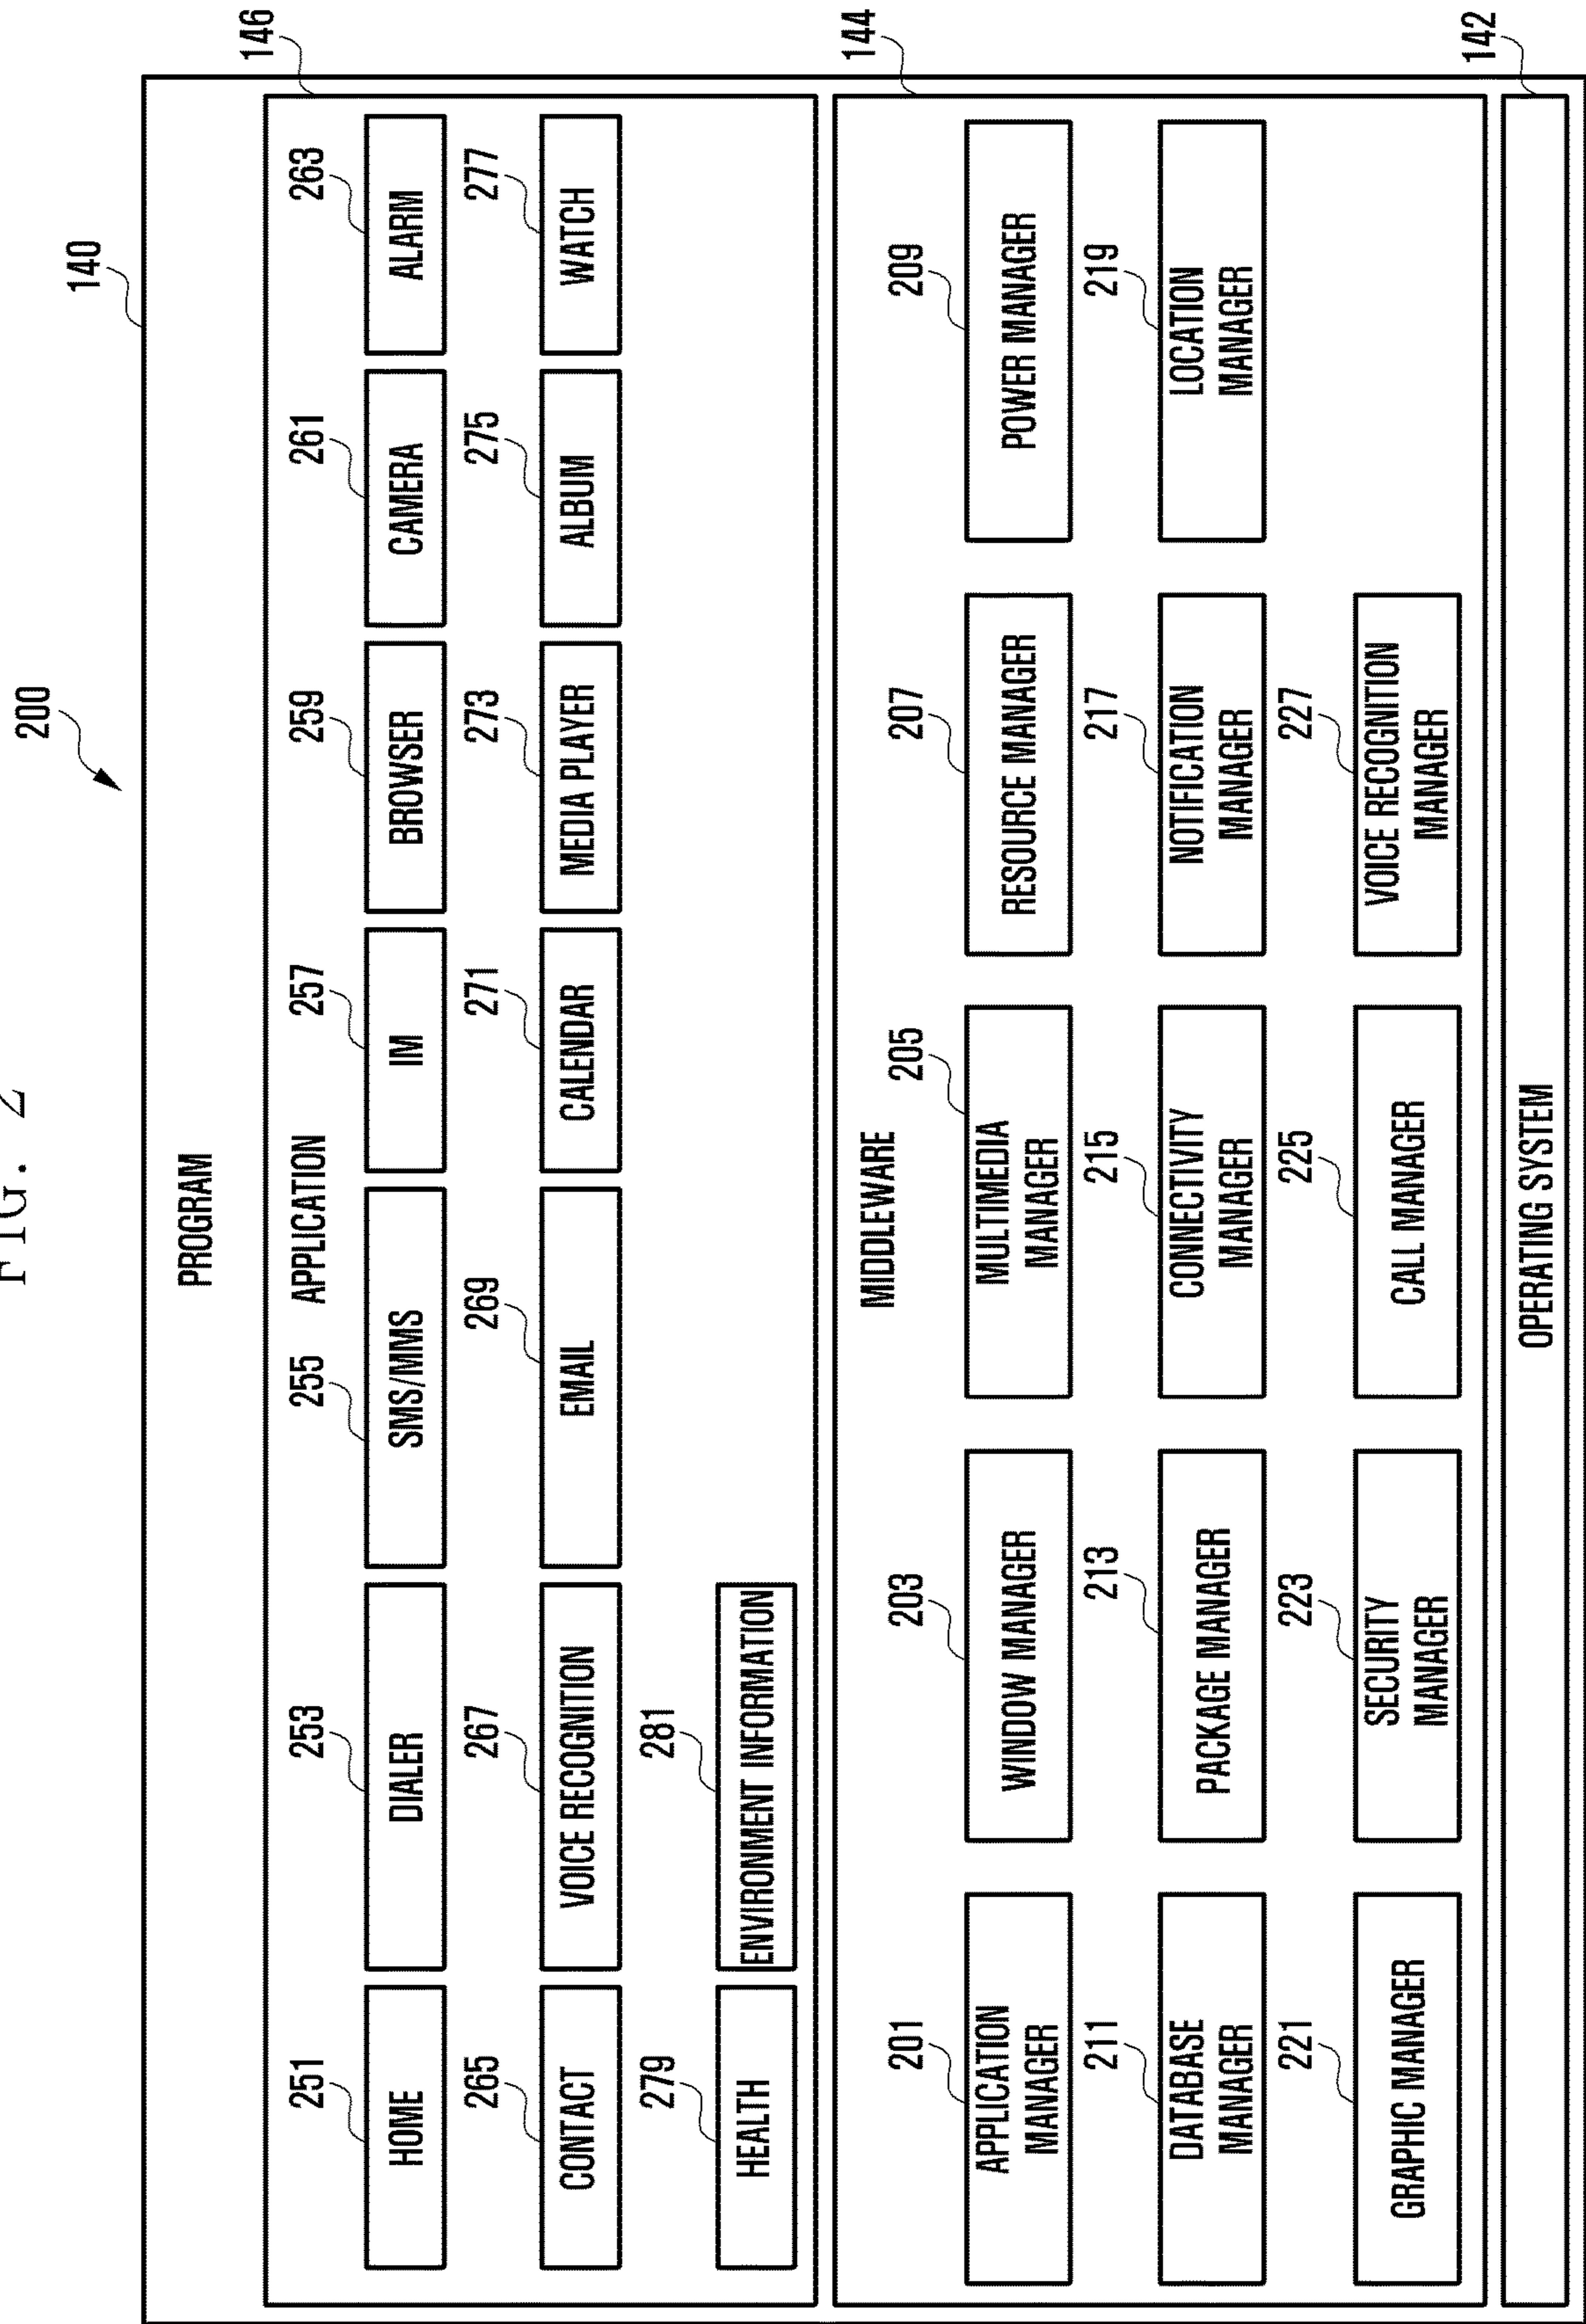 FIG. 2
200
140
PROGRAM
146
APPLICATION
251
253
255
257
259
261
263
HOME
DIALER
SMS/MMS
IM
BROWSER
CAMERA
ALARM
265
267
269
271
273
275
277
CONTACT
VOICE RECOGNITION
EMAIL
CALENDAR
MEDIA PLAYER
ALBUM
WATCH
279
281
HEALTH
ENVIRONMENT INFORMATION
144
MIDDLEWARE
201
203
205
207
209
APPLICATION
MANAGER
WINDOW MANAGER
MULTIMEDIA
MANAGER
RESOURCE MANAGER
POWER MANAGER
211
213
215
217
219
DATABASE
MANAGER
PACKAGE MANAGER
CONNECTIVITY
MANAGER
NOTIFICATION
MANAGER
LOCATION
MANAGER
221
223
225
227
GRAPHIC MANAGER
SECURITY
MANAGER
CALL MANAGER
VOICE RECOGNITION
MANAGER
142
OPERATING SYSTEM